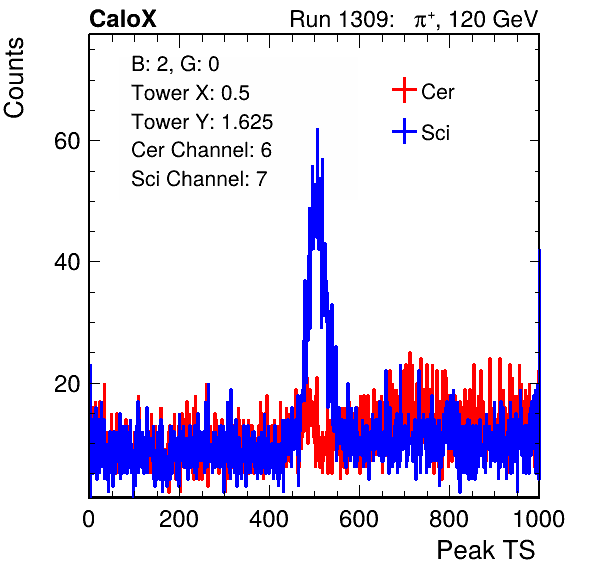 CaloX Run 1309: π⁺, 120 GeV
Counts
B: 2, G: 0
Tower X: 0.5
Tower Y: 1.625
Cer Channel: 6
Sci Channel: 7
Cer
Sci
60
40
20
0 200 400 600 800 1000
Peak TS